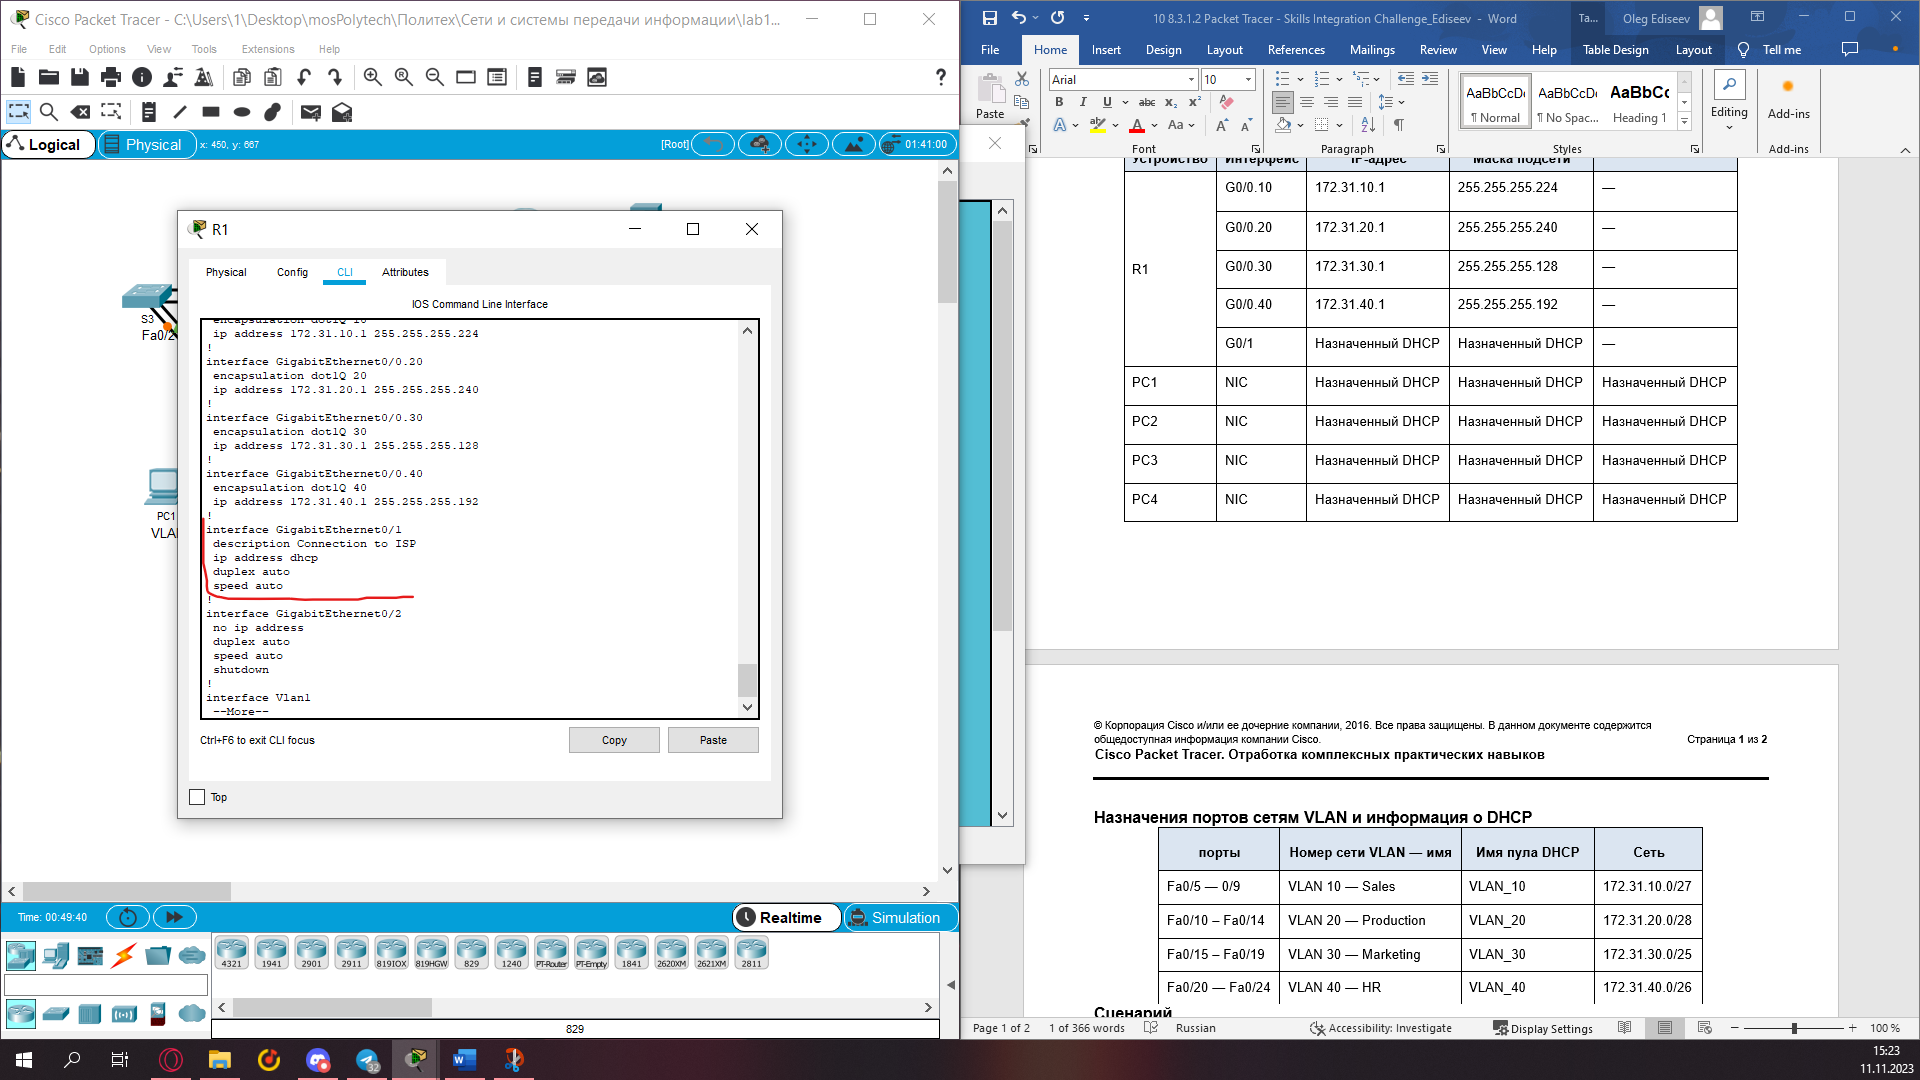 Cisco Packet Tracer - C:\Users\1\Desktop\mosPolytech\Политех\Сети и системы передачи информации\lab1...
File Edit Options View Tools Extensions Help
?
Logical
Physical
x: 450, y: 667
[Root]
01:41:00
S3
Fa0/2
PC1
R1
Physical Config CLI Attributes
IOS Command Line Interface
encapsulation dot1Q 10
ip address 172.31.10.1 255.255.255.224
!
interface GigabitEthernet0/0.20
encapsulation dot1Q 20
ip address 172.31.20.1 255.255.255.240
!
interface GigabitEthernet0/0.30
encapsulation dot1Q 30
ip address 172.31.30.1 255.255.255.128
!
interface GigabitEthernet0/0.40
encapsulation dot1Q 40
ip address 172.31.40.1 255.255.255.192
!
interface GigabitEthernet0/1
description Connection to ISP
ip address dhcp
duplex auto
speed auto
!
interface GigabitEthernet0/2
no ip address
duplex auto
speed auto
shutdown
!
interface Vlan1
--More--
Ctrl+F6 to exit CLI focus
Copy
Paste
Top
Time: 00:49:40
Realtime
Simulation
4321 1941 2901 2911 819IOX 819HGW 829 1240 PT-Router PT-Empty 1841 2620XM 2621XM 2811
829
10 8.3.1.2 Packet Tracer - Skills Integration Challenge_Ediseev - Word
Ta...
Oleg Ediseev
File Home Insert Design Layout References Mailings Review View Help Table Design Layout Tell me
Paste
Arial
10
B I U abc x₂ x²
Aa
Font
Paragraph
AaBbCcDi AaBbCcDi AaBbCc
¶ Normal ¶ No Spac... Heading 1
Styles
Editing
Add-ins
Add-ins
Устройство Интерфейс IP-адрес Маска подсети
R1
G0/0.10 172.31.10.1 255.255.255.224 —
G0/0.20 172.31.20.1 255.255.255.240 —
G0/0.30 172.31.30.1 255.255.255.128 —
G0/0.40 172.31.40.1 255.255.255.192 —
G0/1 Назначенный DHCP Назначенный DHCP —
PC1 NIC Назначенный DHCP Назначенный DHCP Назначенный DHCP
PC2 NIC Назначенный DHCP Назначенный DHCP Назначенный DHCP
PC3 NIC Назначенный DHCP Назначенный DHCP Назначенный DHCP
PC4 NIC Назначенный DHCP Назначенный DHCP Назначенный DHCP
© Корпорация Cisco и/или ее дочерние компании, 2016. Все права защищены. В данном документе содержится
общедоступная информация компании Cisco.
Страница 1 из 2
Cisco Packet Tracer. Отработка комплексных практических навыков
Назначения портов сетям VLAN и информация о DHCP
порты Номер сети VLAN — имя Имя пула DHCP Сеть
Fa0/5 — 0/9 VLAN 10 — Sales VLAN_10 172.31.10.0/27
Fa0/10 – Fa0/14 VLAN 20 — Production VLAN_20 172.31.20.0/28
Fa0/15 – Fa0/19 VLAN 30 — Marketing VLAN_30 172.31.30.0/25
Fa0/20 — Fa0/24 VLAN 40 — HR VLAN_40 172.31.40.0/26
Сценарий
Page 1 of 2 1 of 366 words Russian Accessibility: Investigate Display Settings 100 %
32
15:23
11.11.2023